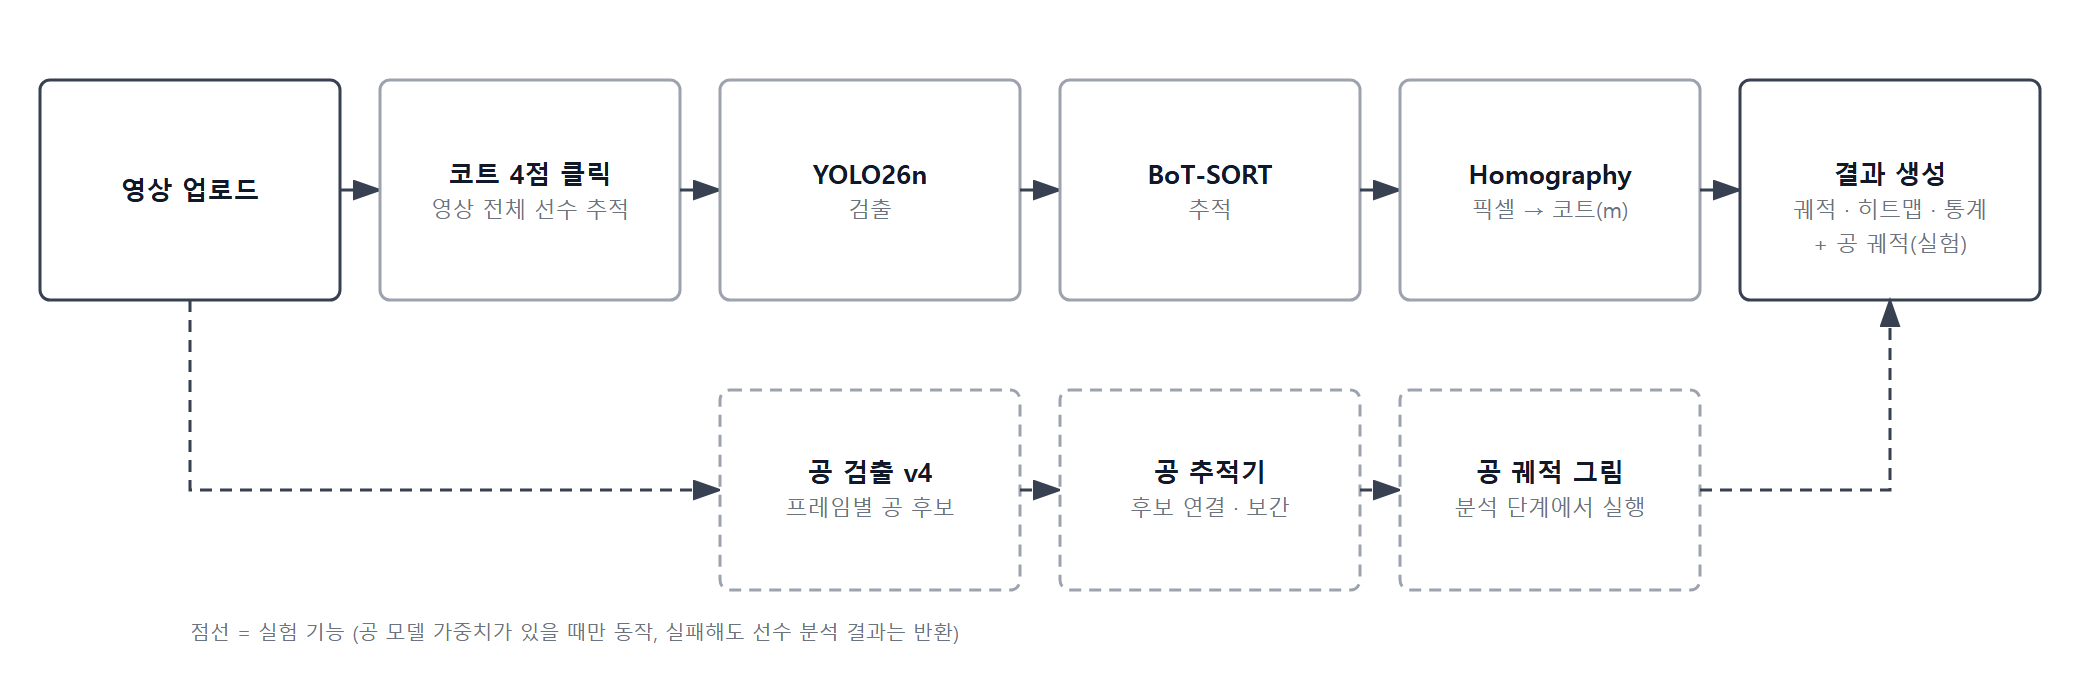 영상 업로드
코트 4점 클릭
영상 전체 선수 추적
YOLO26n
검출
BoT-SORT
추적
Homography
픽셀 → 코트(m)
결과 생성
궤적 · 히트맵 · 통계
+ 공 궤적(실험)
공 검출 v4
프레임별 공 후보
공 추적기
후보 연결 · 보간
공 궤적 그림
분석 단계에서 실행
점선 = 실험 기능 (공 모델 가중치가 있을 때만 동작, 실패해도 선수 분석 결과는 반환)